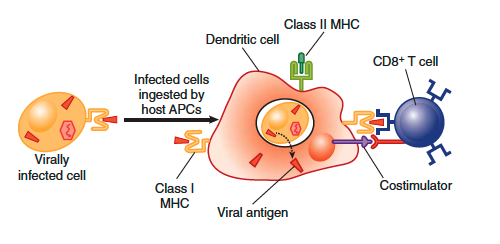 Class II MHC
Dendritic cell
CD8+ T cell
Infected cells
ingested by
host APCs
Virally
infected cell
Class I
MHC
Viral antigen
Costimulator